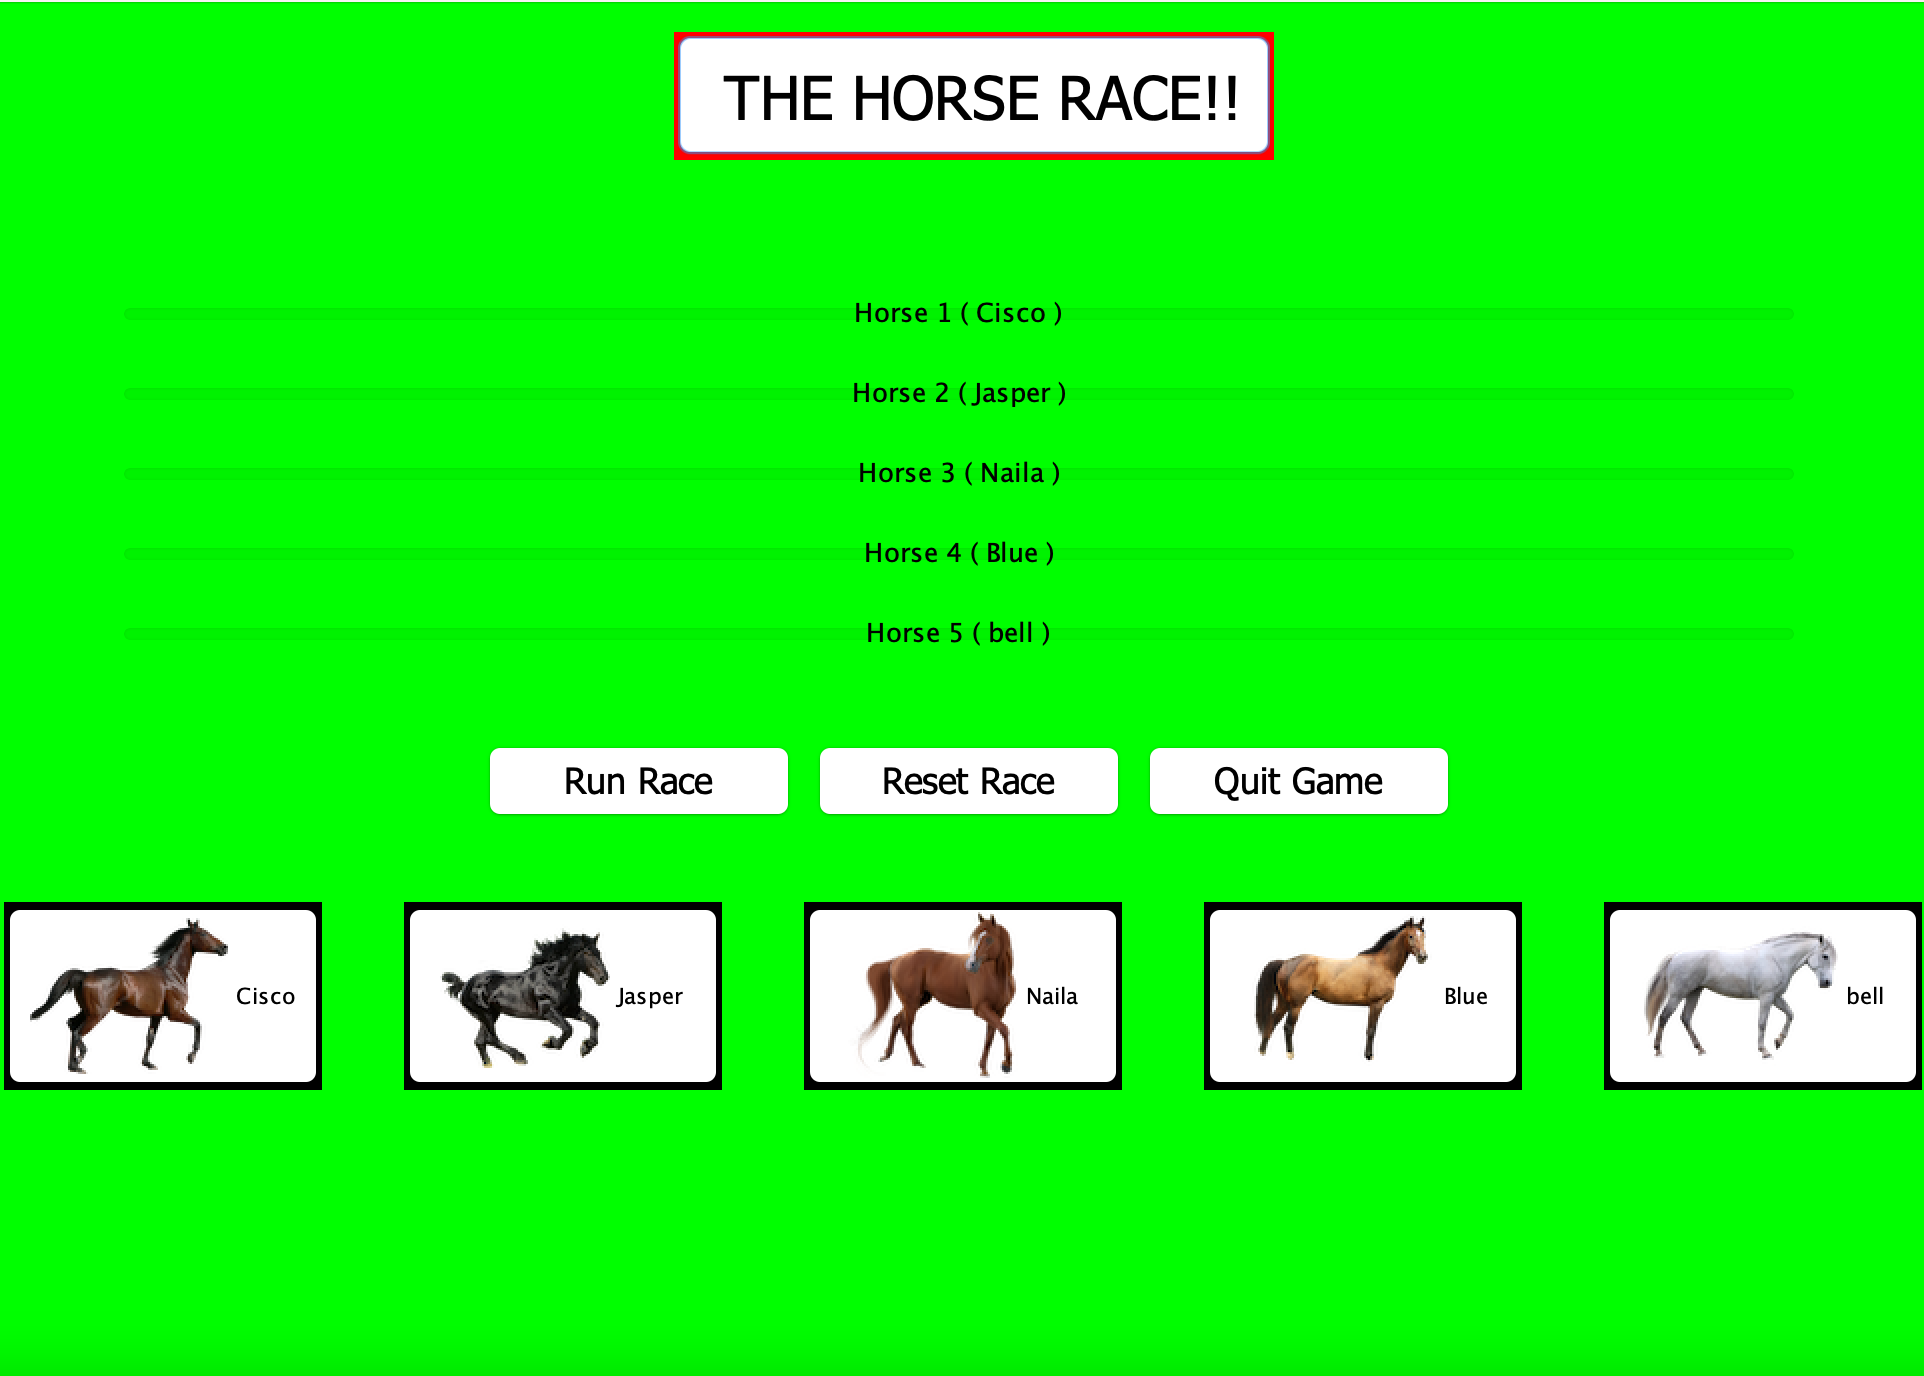 THE HORSE RACE!!
Horse 1 ( Cisco )
Horse 2 ( Jasper )
Horse 3 ( Naila )
Horse 4 ( Blue )
Horse 5 ( bell )
Run Race
Reset Race
Quit Game
Cisco
Jasper
Naila
Blue
bell